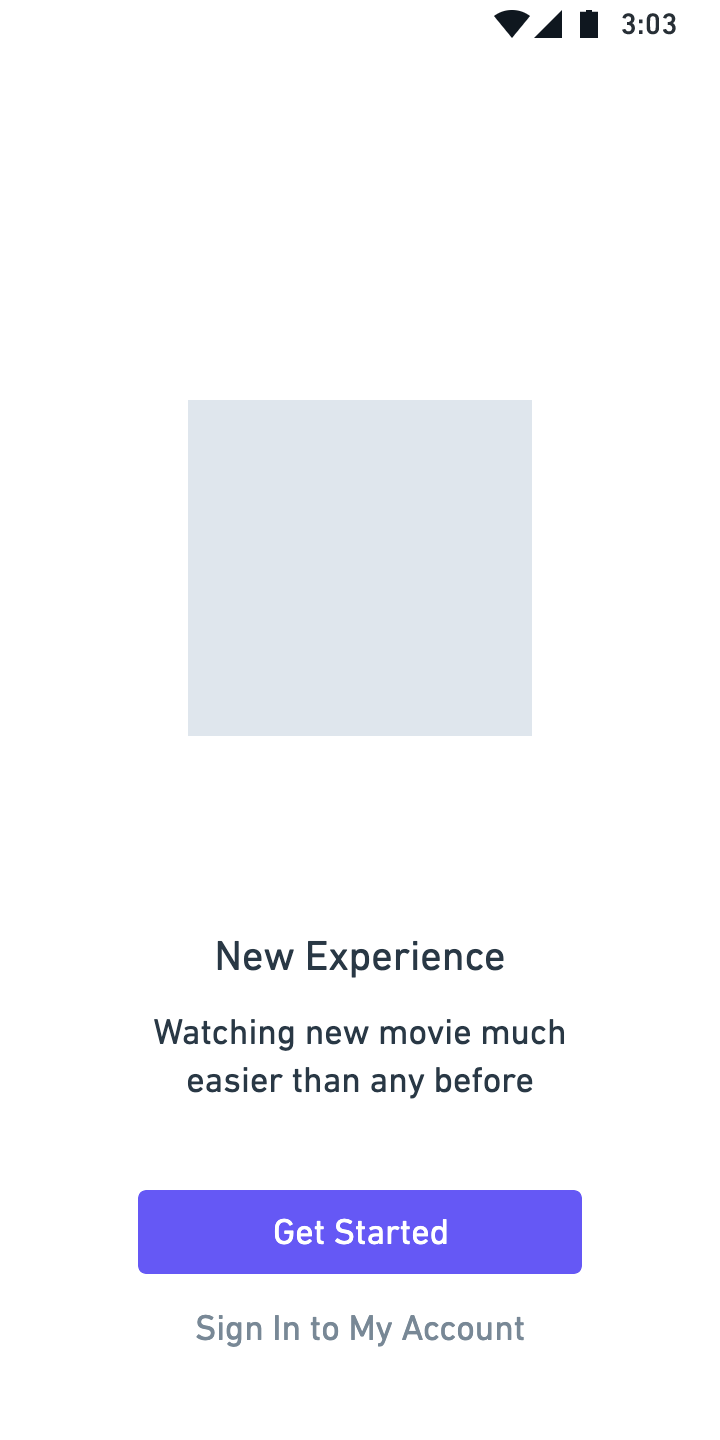 3:03
New Experience
Watching new movie much
easier than any before
Get Started
Sign In to My Account